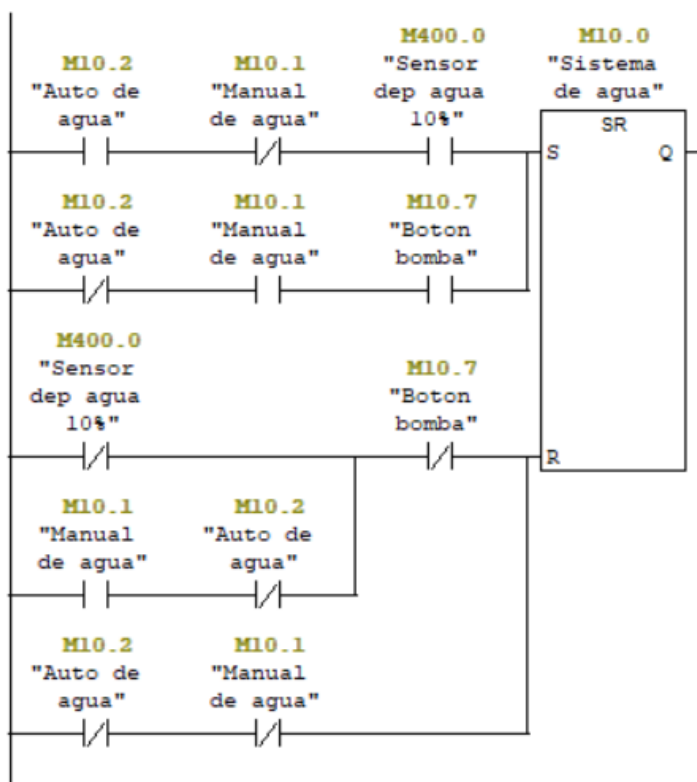 M400.0 M10.0
M10.2 M10.1 "Sensor "Sistema
"Auto de "Manual dep agua de agua"
agua" de agua" 10%" SR
S Q
M10.2 M10.1 M10.7
"Auto de "Manual "Boton
agua" de agua" bomba"
M400.0
"Sensor M10.7
dep agua "Boton
10%" bomba"
R
M10.1 M10.2
"Manual "Auto de
de agua" agua"
M10.2 M10.1
"Auto de "Manual
agua" de agua"